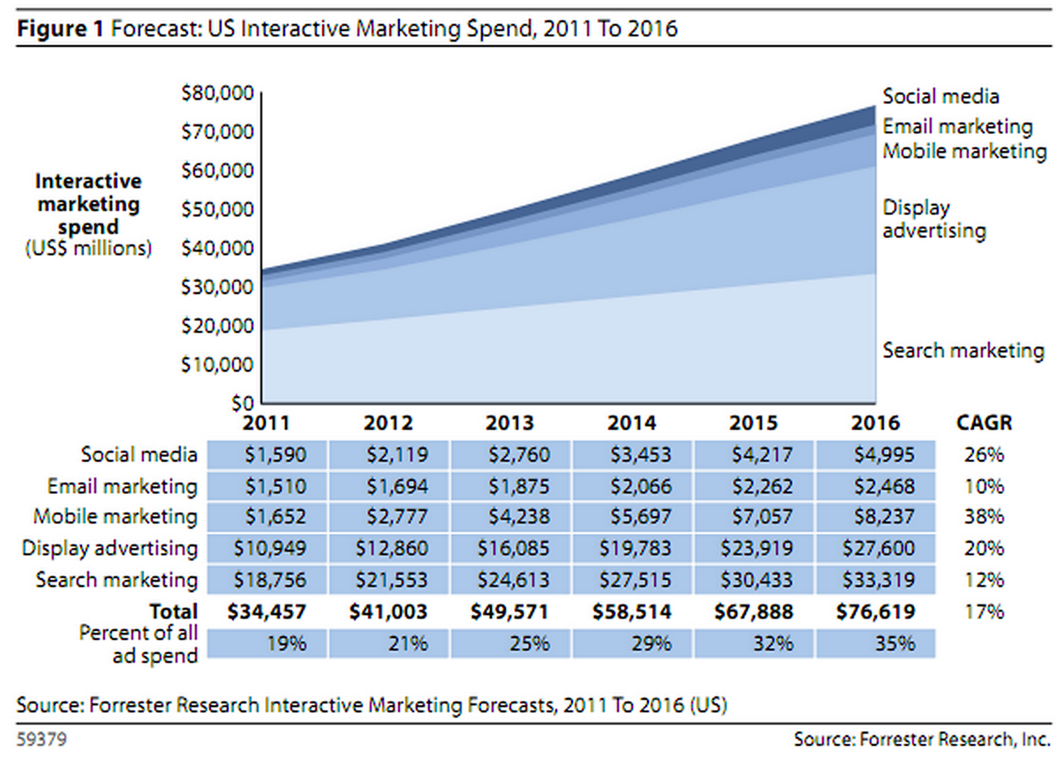 Figure 1 Forecast: US Interactive Marketing Spend, 2011 To 2016
$80,000
$70,000
$60,000
$50,000
$40,000
$30,000
$20,000
$10,000
$0
Interactive
marketing
spend
(US$ millions)
Social media
Email marketing
Mobile marketing
Display
advertising
Search marketing
2011 2012 2013 2014 2015 2016 CAGR
Social media $1,590 $2,119 $2,760 $3,453 $4,217 $4,995 26%
Email marketing $1,510 $1,694 $1,875 $2,066 $2,262 $2,468 10%
Mobile marketing $1,652 $2,777 $4,238 $5,697 $7,057 $8,237 38%
Display advertising $10,949 $12,860 $16,085 $19,783 $23,919 $27,600 20%
Search marketing $18,756 $21,553 $24,613 $27,515 $30,433 $33,319 12%
Total $34,457 $41,003 $49,571 $58,514 $67,888 $76,619 17%
Percent of all
ad spend 19% 21% 25% 29% 32% 35%
Source: Forrester Research Interactive Marketing Forecasts, 2011 To 2016 (US)
59379 Source: Forrester Research, Inc.